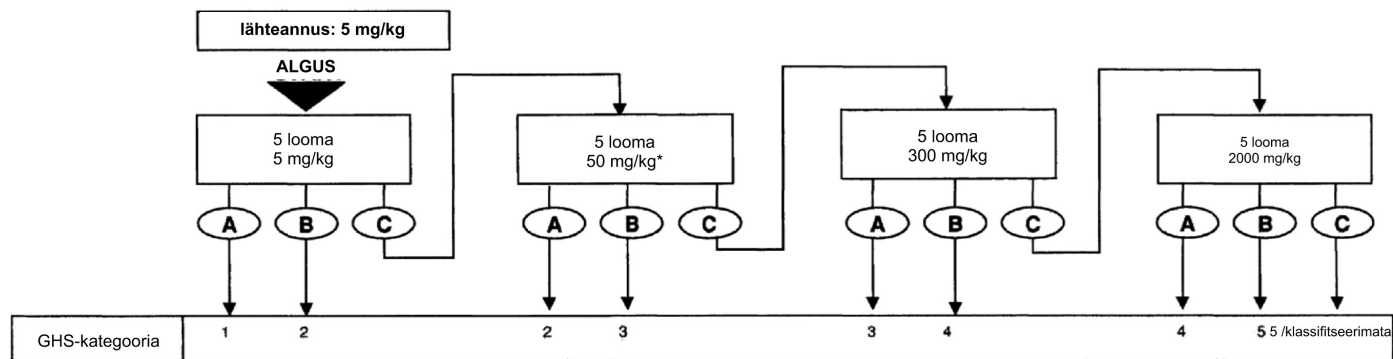 lähteannus: 5 mg/kg
ALGUS
5 looma
5 mg/kg
5 looma
50 mg/kg*
5 looma
300 mg/kg
5 looma
2000 mg/kg
A B C A B C A B C A B C
GHS-kategooria 1 2 2 3 3 4 4 5 5 /klassifitseerimata